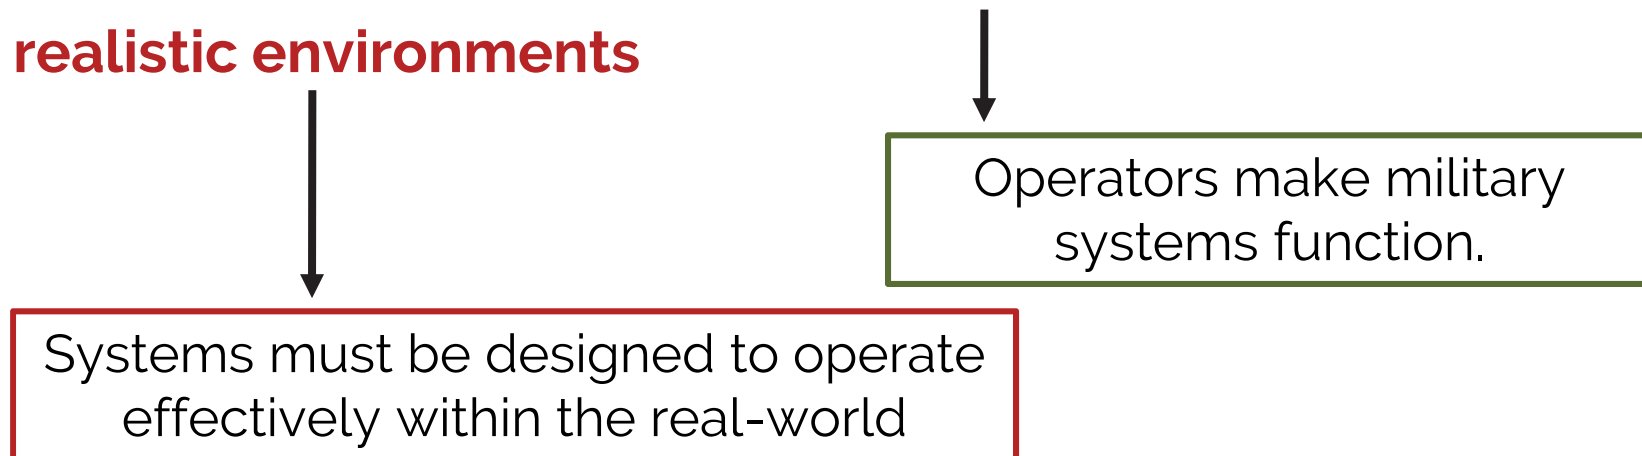 realistic environments
Operators make military
systems function.
Systems must be designed to operate
effectively within the real-world